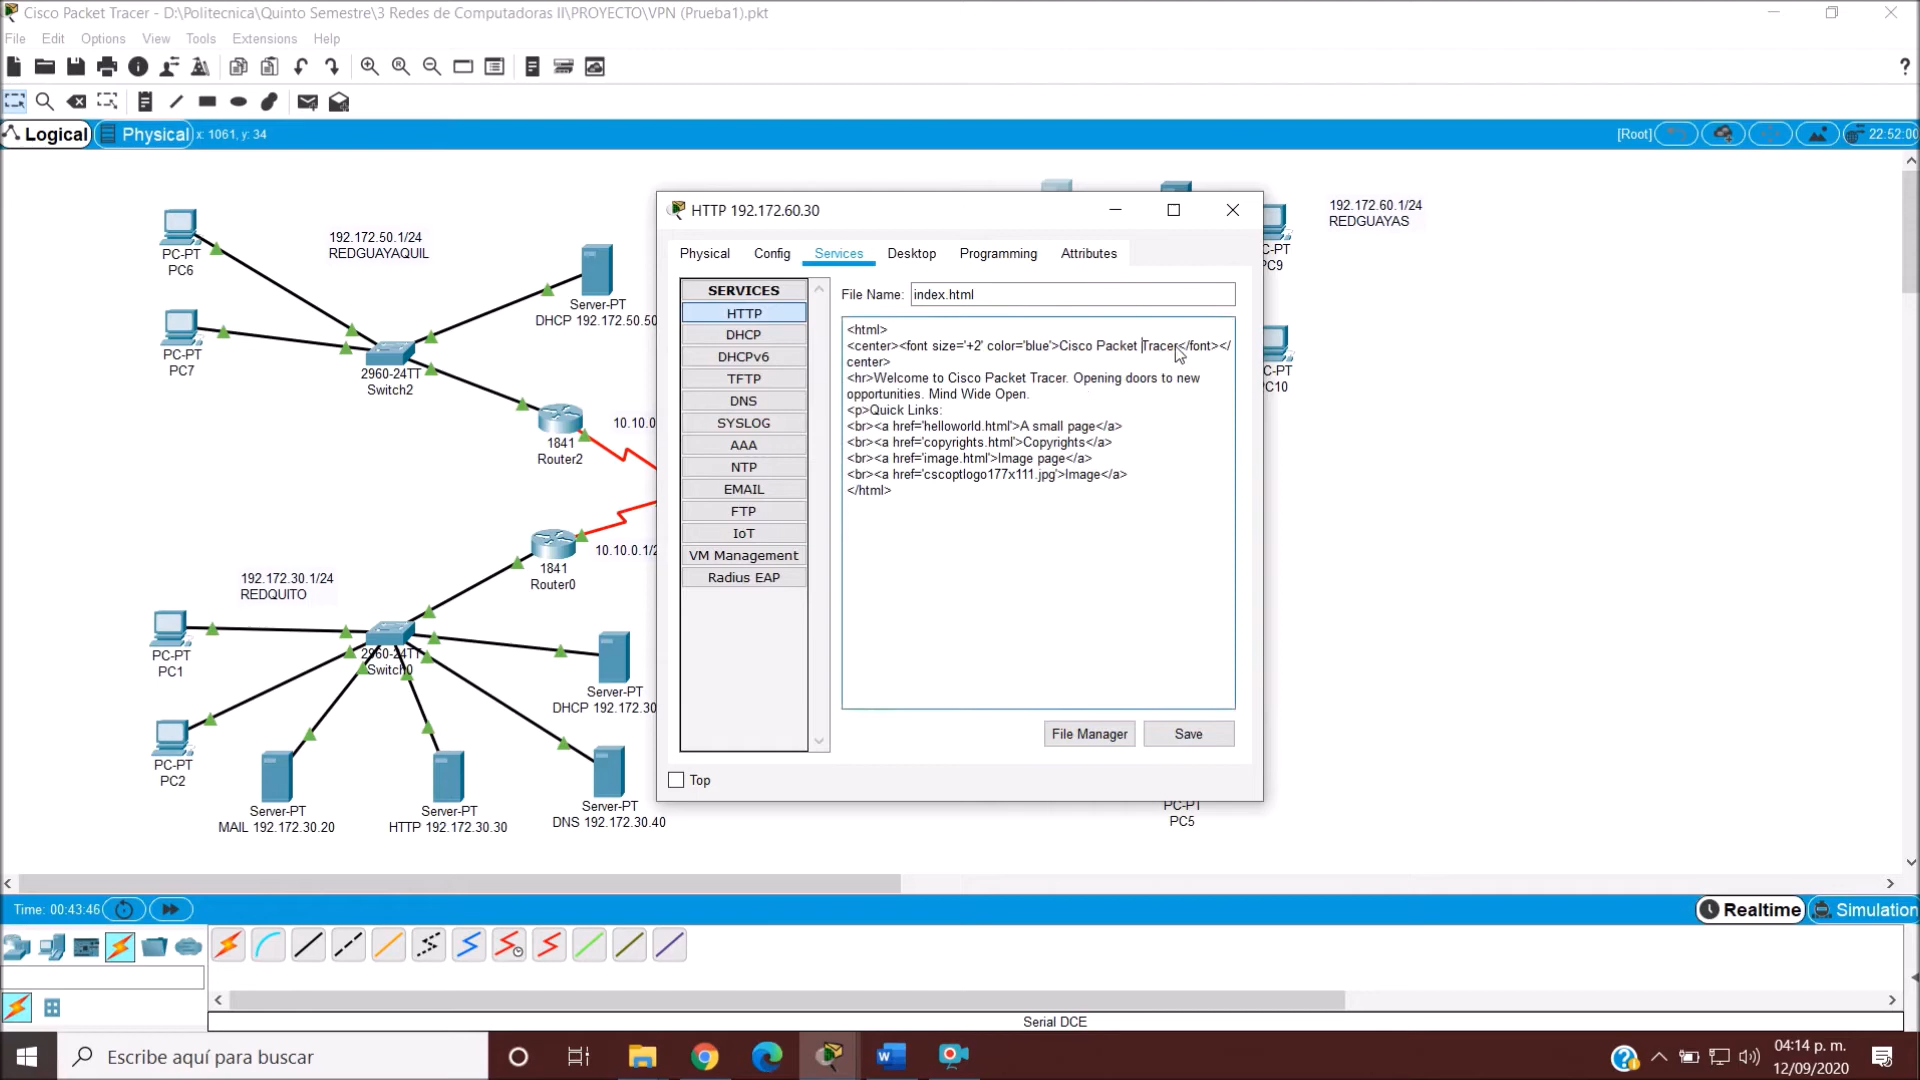 Cisco Packet Tracer - D:\Politecnica\Quinto Semestre\3 Redes de Computadoras II\PROYECTO\VPN (Prueba1).pkt
File Edit Options View Tools Extensions Help
?
Logical Physical x: 1061, y: 34 [Root] 22:52:00
HTTP 192.172.60.30
Physical Config Services Desktop Programming Attributes
SERVICES
HTTP
DHCP
DHCPv6
TFTP
DNS
SYSLOG
AAA
NTP
EMAIL
FTP
IoT
VM Management
Radius EAP
File Name: index.html
<html>
<center><font size='+2' color='blue'>Cisco Packet Tracer</font></
center>
<hr>Welcome to Cisco Packet Tracer. Opening doors to new
opportunities. Mind Wide Open.
<p>Quick Links:
<br><a href='helloworld.html'>A small page</a>
<br><a href='copyrights.html'>Copyrights</a>
<br><a href='image.html'>Image page</a>
<br><a href='cscoptlogo177x111.jpg'>Image</a>
</html>
File Manager Save
Top
PC-PT
PC6
192.172.50.1/24
REDGUAYAQUIL
Server-PT
DHCP 192.172.50.50
PC-PT
PC7
2960-24TT
Switch2
10.10.0
1841
Router2
192.172.60.1/24
REDGUAYAS
C-PT
C9
C-PT
C10
1841
Router0
10.10.0.1/2
192.172.30.1/24
REDQUITO
PC-PT
PC1
2960-24TT
Switch0
Server-PT
DHCP 192.172.30
PC-PT
PC2
Server-PT
MAIL 192.172.30.20
Server-PT
HTTP 192.172.30.30
Server-PT
DNS 192.172.30.40
PC-PT
PC5
Time: 00:43:46 Realtime Simulation
Serial DCE
Escribe aquí para buscar
04:14 p. m.
12/09/2020